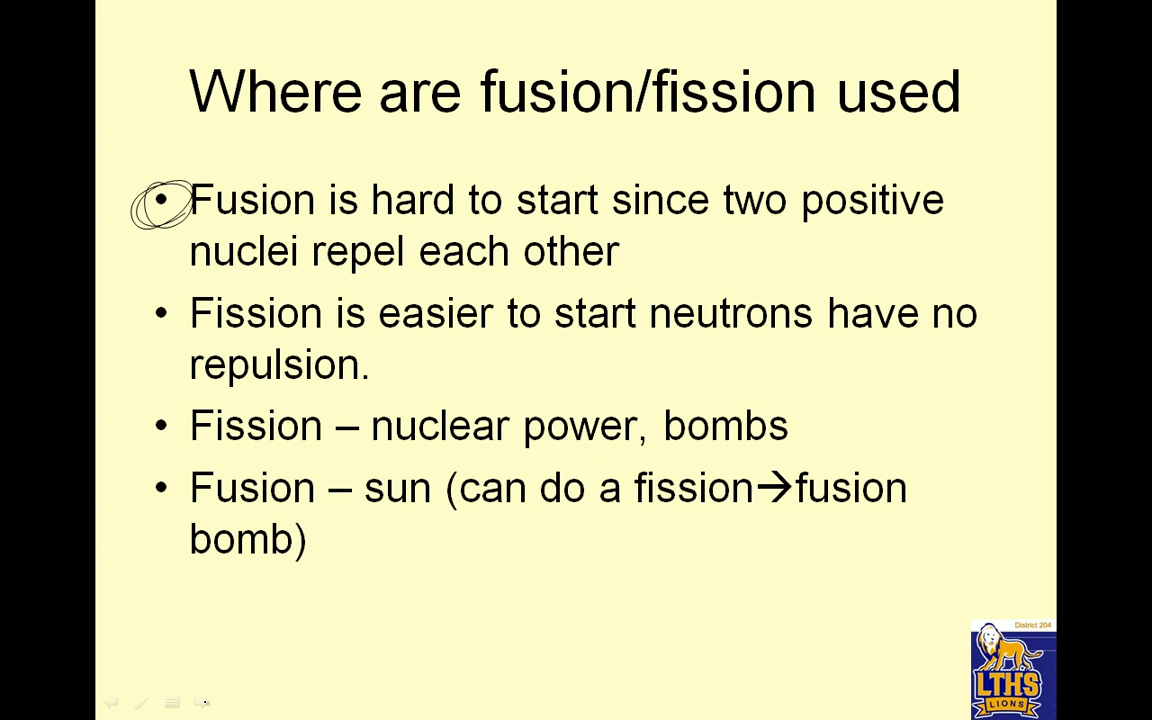 Where are fusion/fission used
• Fusion is hard to start since two positive
nuclei repel each other
• Fission is easier to start neutrons have no
repulsion.
• Fission – nuclear power, bombs
• Fusion – sun (can do a fission→fusion
bomb)
District 204
LTHS
LIONS